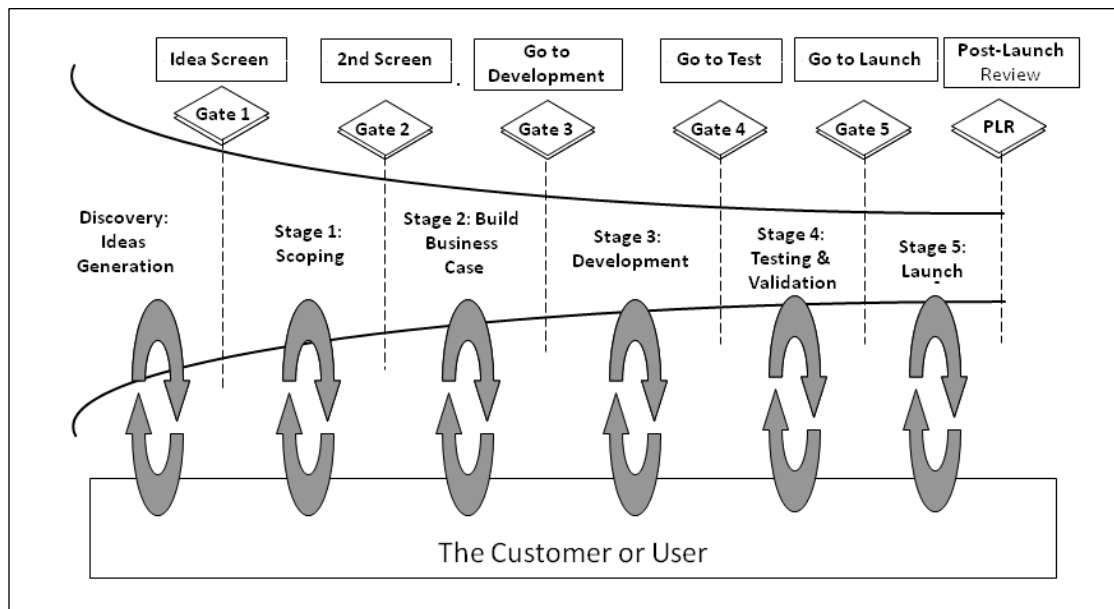 Idea Screen
2nd Screen
Go to
Development
Go to Test
Go to Launch
Post-Launch
Review
Gate 1
Gate 2
Gate 3
Gate 4
Gate 5
PLR
Discovery:
Ideas
Generation
Stage 1:
Scoping
Stage 2: Build
Business
Case
Stage 3:
Development
Stage 4:
Testing &
Validation
Stage 5:
Launch
The Customer or User